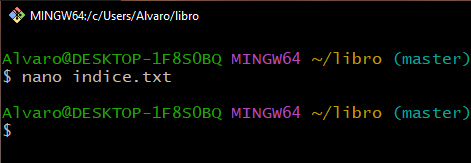 MINGW64:/c/Users/Alvaro/libro
Alvaro@DESKTOP-1F8S0BQ MINGW64 ~/libro (master)
$ nano indice.txt
Alvaro@DESKTOP-1F8S0BQ MINGW64 ~/libro (master)
$